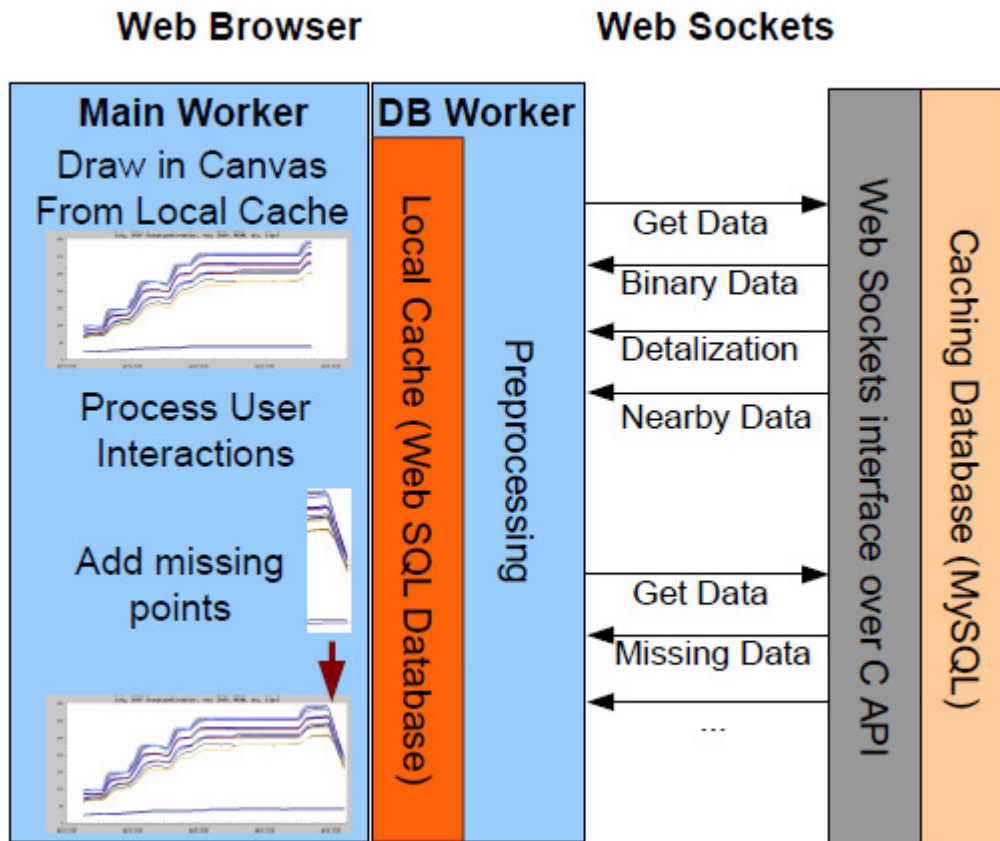 Web Browser
Web Sockets
Main Worker
Draw in Canvas
From Local Cache
Process User
Interactions
Add missing
points
DB Worker
Local Cache (Web SQL Database)
Preprocessing
Get Data
Binary Data
Detalization
Nearby Data
Get Data
Missing Data
...
Web Sockets interface over C API
Caching Database (MySQL)